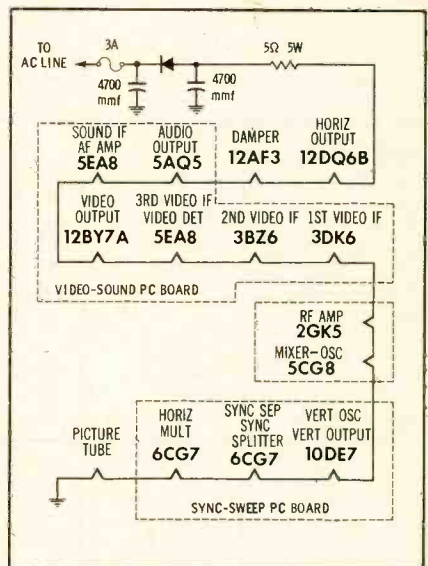 TO
AC LINE
3A
4700
mmf
4700
mmf
5Ω 5W
SOUND IF
AF AMP
5EA8
AUDIO
OUTPUT
5AQ5
DAMPER
12AF3
HORIZ
OUTPUT
12DQ6B
VIDEO
OUTPUT
12BY7A
3RD VIDEO IF
VIDEO DET
5EA8
2ND VIDEO IF
3BZ6
1ST VIDEO IF
3DK6
VIDEO-SOUND PC BOARD
RF AMP
2GK5
MIXER-OSC
5CG8
PICTURE
TUBE
HORIZ
MULT
6CG7
SYNC SEP
SYNC
SPLITTER
6CG7
VERT OSC
VERT OUTPUT
10DE7
SYNC-SWEEP PC BOARD